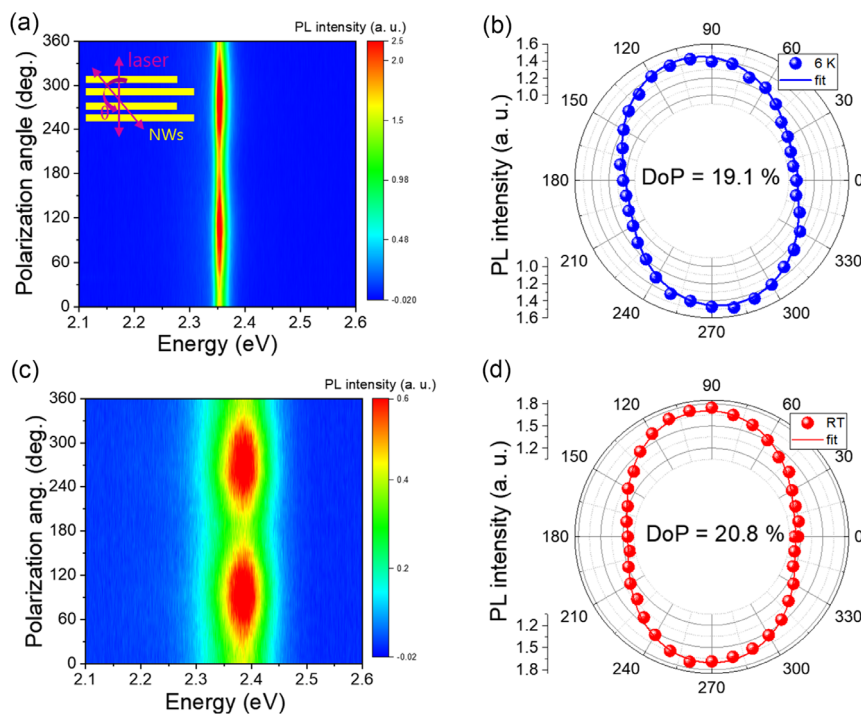 (a)
PL intensity (a. u.)
Polarization angle (deg.)
360
300
240
180
120
60
0
laser
θ
NWs
2.5
2.1
1.5
0.98
0.48
-0.020
2.1 2.2 2.3 2.4 2.5 2.6
Energy (eV)
(b)
PL intensity (a. u.)
1.6
1.4
1.2
1.0
1.0
1.2
1.4
1.6
90
120 60
150 30
180 0
210 330
240 300
270
6 K
fit
DoP = 19.1 %
(c)
PL intensity (a. u.)
Polarization ang. (deg.)
360
300
240
180
120
60
0
0.6
0.4
0.2
-0.02
2.1 2.2 2.3 2.4 2.5 2.6
Energy (eV)
(d)
PL intensity (a. u.)
1.8
1.5
1.2
1.2
1.5
1.8
90
120 60
150 30
180 0
210 330
240 300
270
RT
fit
DoP = 20.8 %